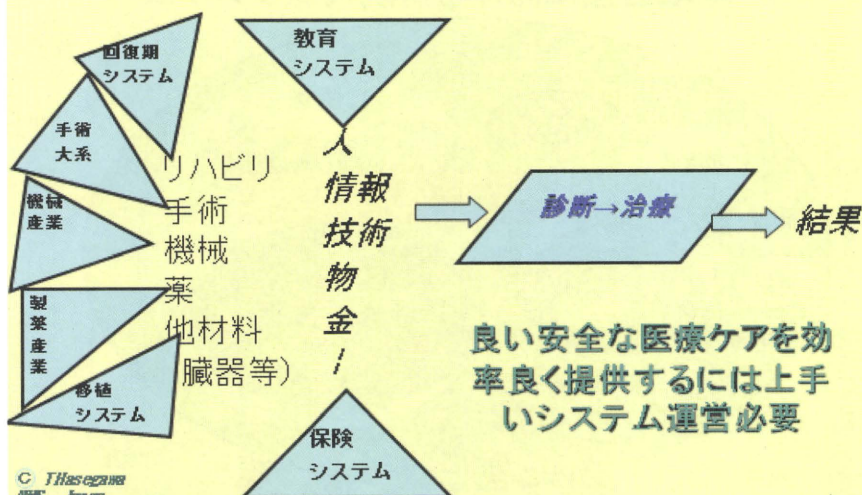 回復期
システム
手術
大系
機械
産業
製
薬
産
業
移植
システム
リハビリ
手術
機械
薬
他材料
臓器等）
教育
システム
人
情報
技術
物
金
保険
システム
診断→治療
結果
良い安全な医療ケアを効
率良く提供するには上手
いシステム運営必要
© THasegawa